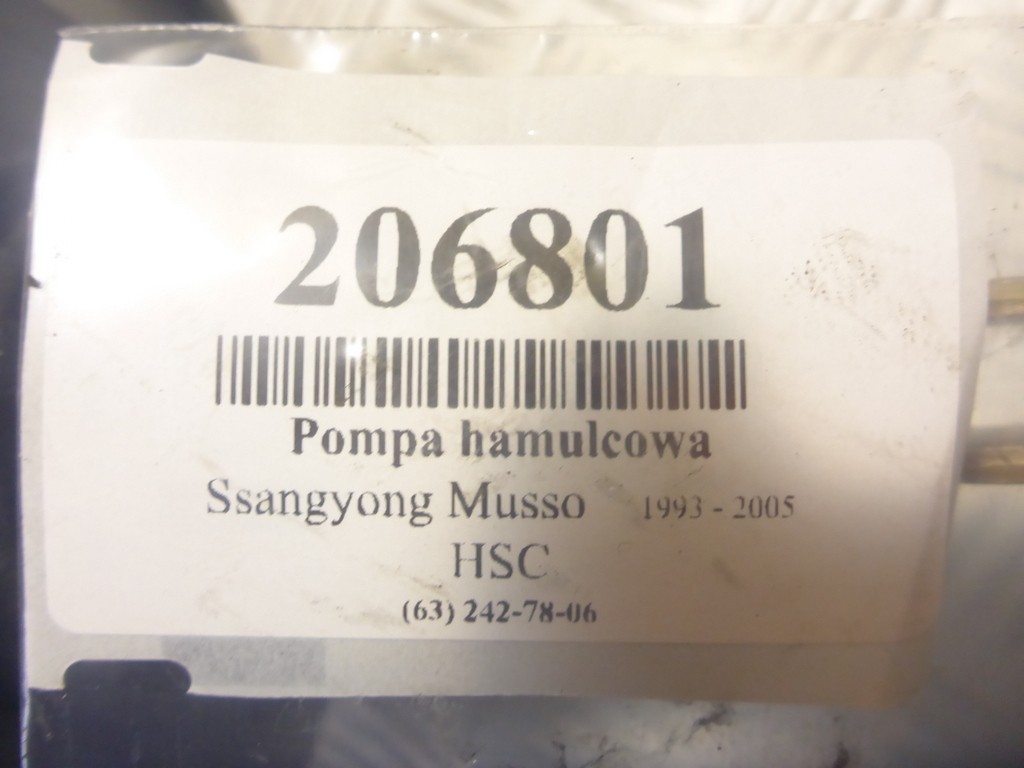 206801
Pompa hamulcowa
Ssangyong Musso 1993 - 2005
HSC
(63) 242-78-06